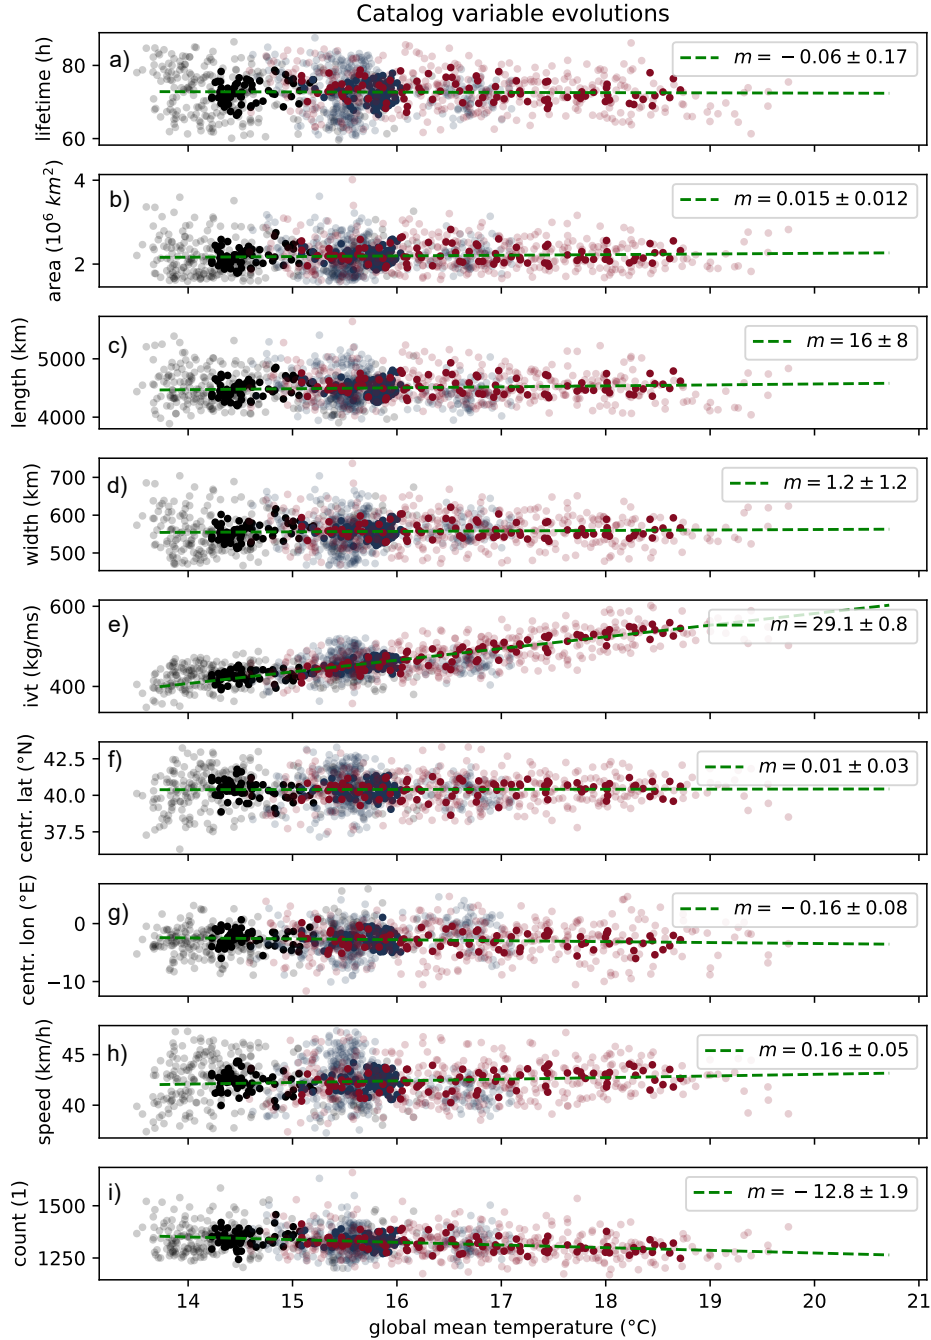 Catalog variable evolutions
a)
lifetime (h)
80
60
m = −0.06 ± 0.17
b)
area (10⁶ km²)
4
2
m = 0.015 ± 0.012
c)
length (km)
5000
4000
m = 16 ± 8
d)
width (km)
700
600
500
m = 1.2 ± 1.2
e)
ivt (kg/ms)
600
400
m = 29.1 ± 0.8
f)
centr. lat (°N)
42.5
40.0
37.5
m = 0.01 ± 0.03
g)
centr. lon (°E)
0
−10
m = −0.16 ± 0.08
h)
speed (km/h)
45
40
m = 0.16 ± 0.05
i)
count (1)
1500
1250
m = −12.8 ± 1.9
14 15 16 17 18 19 20 21
global mean temperature (°C)